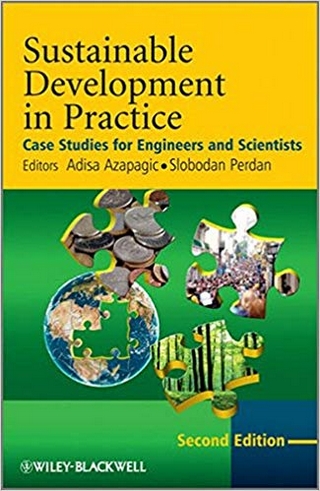 Sustainable
Development
in Practice
Case Studies for Engineers and Scientists
Editors Adisa Azapagic • Slobodan Perdan
Second Edition
WILEY-BLACKWELL